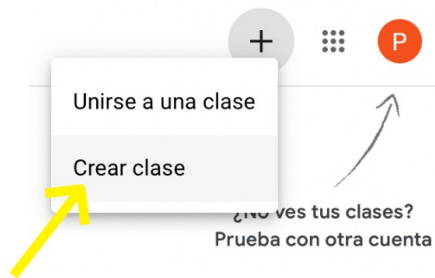 P
Unirse a una clase
Crear clase
¿No ves tus clases?
Prueba con otra cuenta